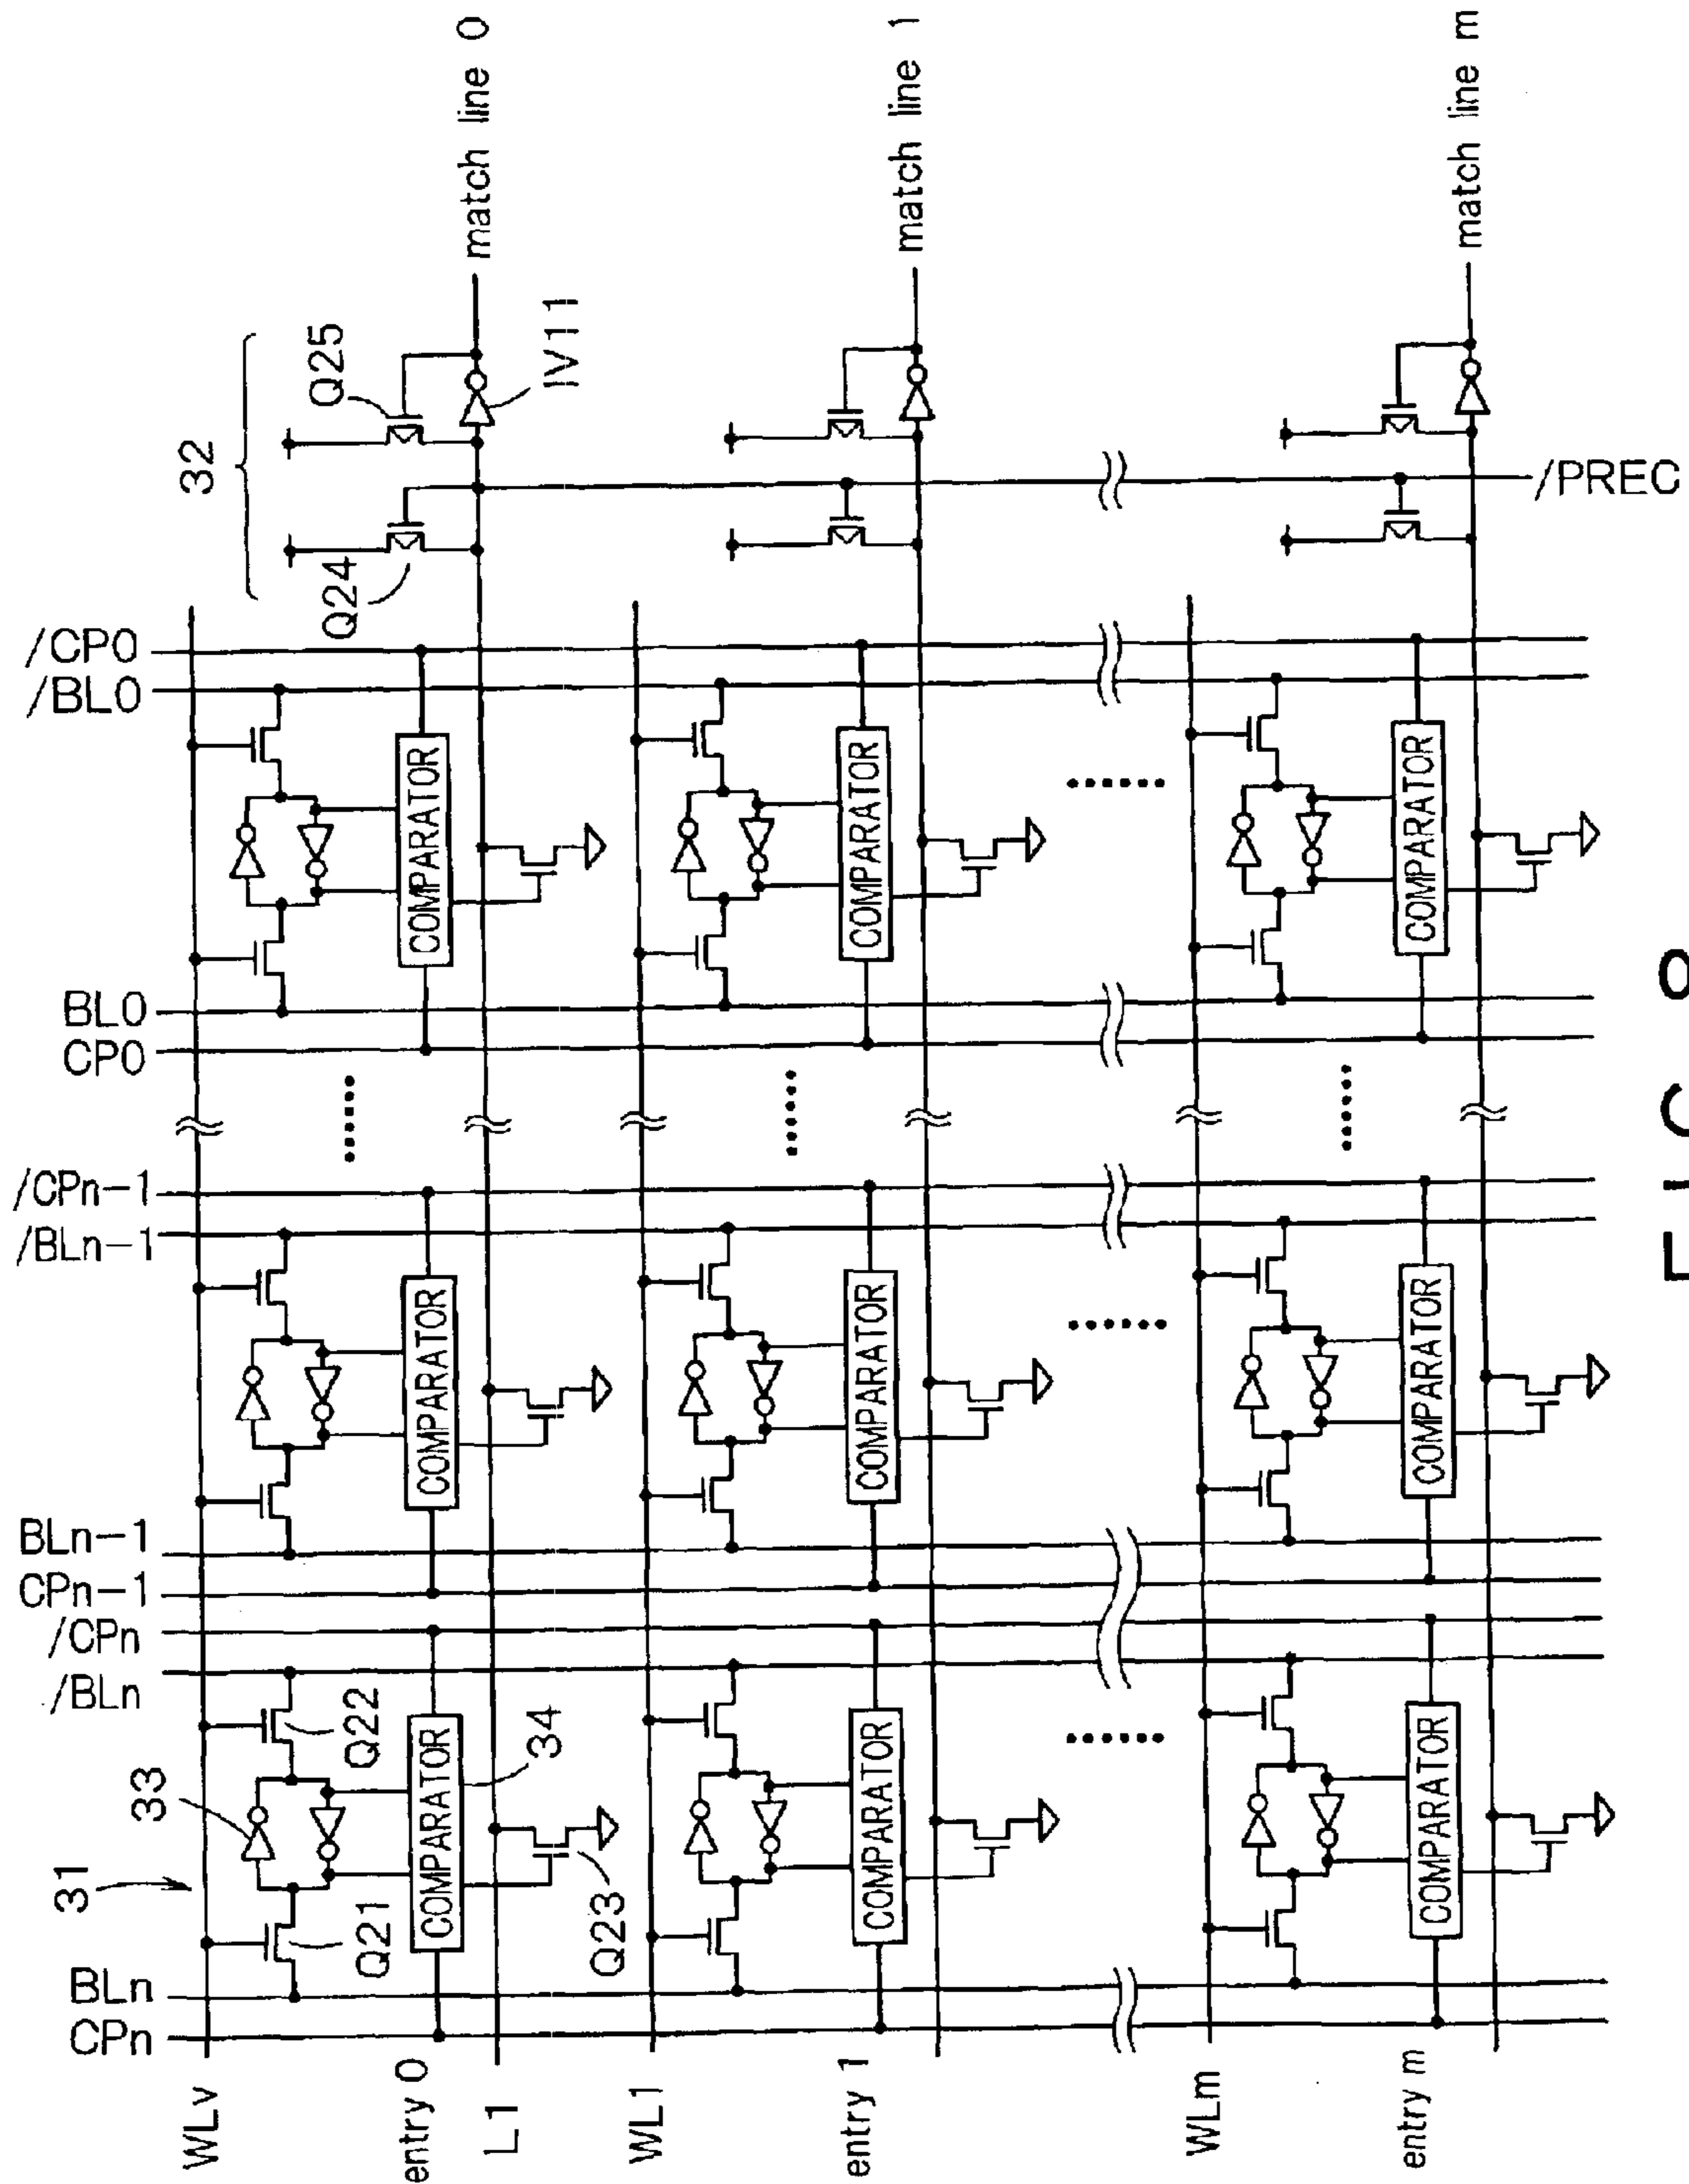 31
33
32
Q21
Q22
Q23
34
Q24
Q25
IV11
CPn
BLn
/BLn
/CPn
CPn-1
BLn-1
/BLn-1
/CPn-1
CP0
BL0
/BL0
/CP0
WLv
entry 0
COMPARATOR
COMPARATOR
COMPARATOR
L1
match line 0
WL1
entry 1
COMPARATOR
COMPARATOR
COMPARATOR
match line 1
WLm
entry m
COMPARATOR
COMPARATOR
COMPARATOR
match line m
/PREC